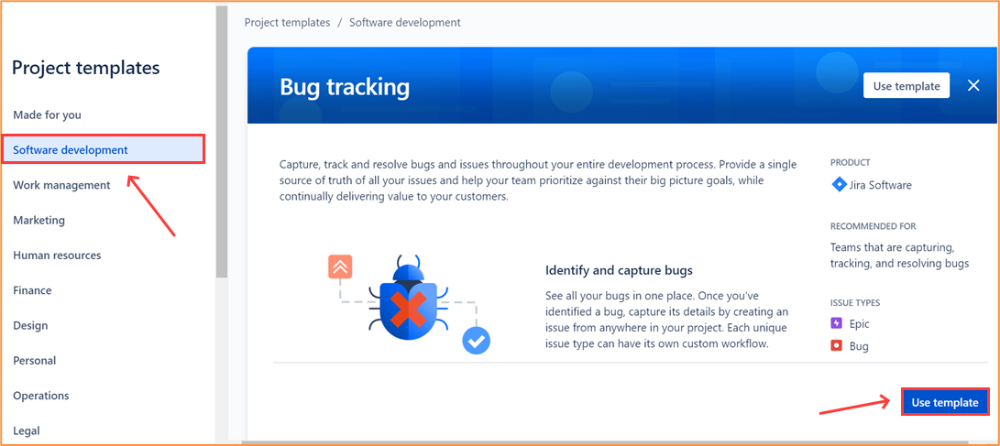 Project templates
Made for you
Software development
Work management
Marketing
Human resources
Finance
Design
Personal
Operations
Legal
Project templates / Software development
Bug tracking
Use template
Capture, track and resolve bugs and issues throughout your entire development process. Provide a single
source of truth of all your issues and help your team prioritize against their big picture goals, while
continually delivering value to your customers.
Identify and capture bugs
See all your bugs in one place. Once you've
identified a bug, capture its details by creating an
issue from anywhere in your project. Each unique
issue type can have its own custom workflow.
PRODUCT
Jira Software
RECOMMENDED FOR
Teams that are capturing,
tracking, and resolving bugs
ISSUE TYPES
Epic
Bug
Use template